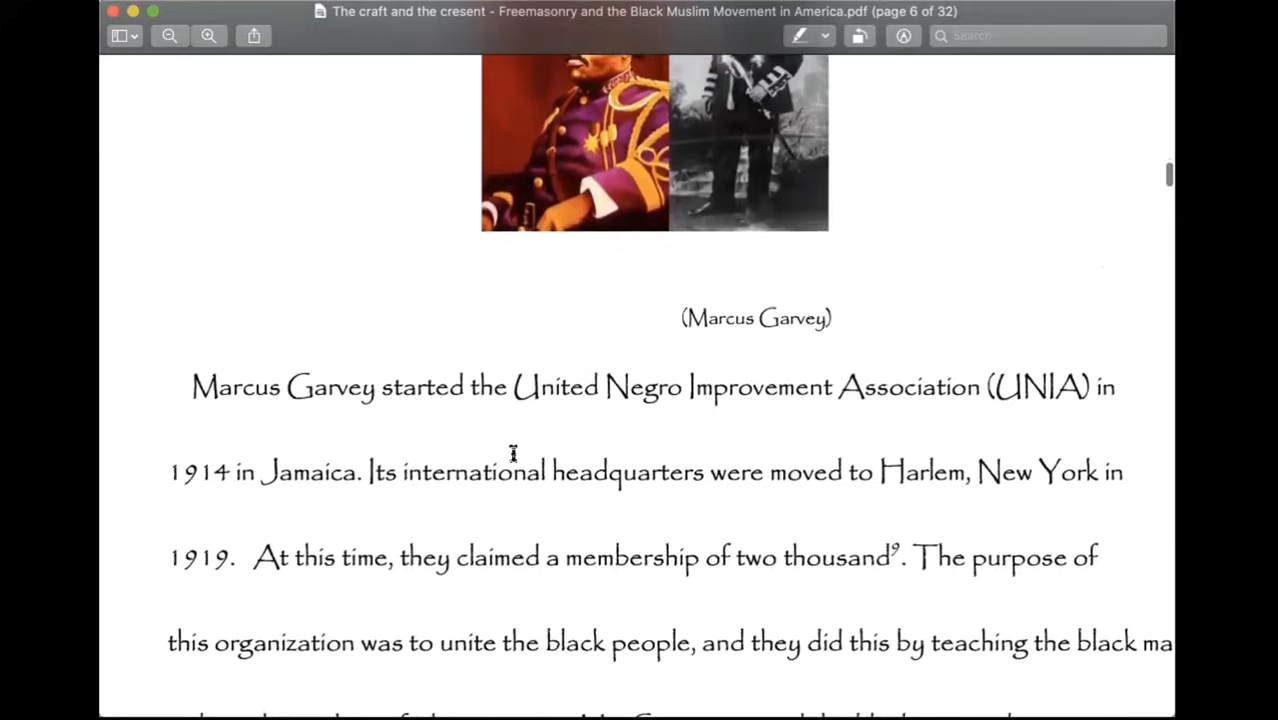 The craft and the cresent - Freemasonry and the Black Muslim Movement in America.pdf (page 6 of 32)
Search
(Marcus Garvey)
Marcus Garvey started the United Negro Improvement Association (UNIA) in
1914 in Jamaica. Its international headquarters were moved to Harlem, New York in
1919. At this time, they claimed a membership of two thousand⁹. The purpose of
this organization was to unite the black people, and they did this by teaching the black ma